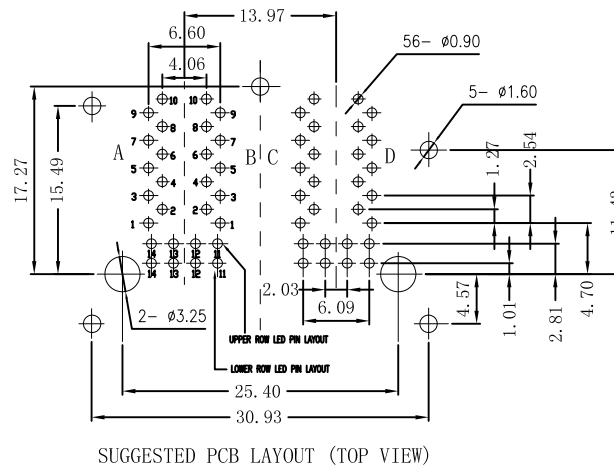 13.97
6.60
4.06
56- ø0.90
5- ø1.60
10 10
9 9
8 8
A B C D
7 7
6 6
5 5
4 4
3 3
2 2
1 1
14 13 12 11
14 13 12 11
17.27
15.49
1.27
2.54
2.03
6.09
4.57
1.01
2.81
4.70
2- ø3.25
UPPER ROW LED PIN LAYOUT
LOWER ROW LED PIN LAYOUT
25.40
30.93
SUGGESTED PCB LAYOUT (TOP VIEW)